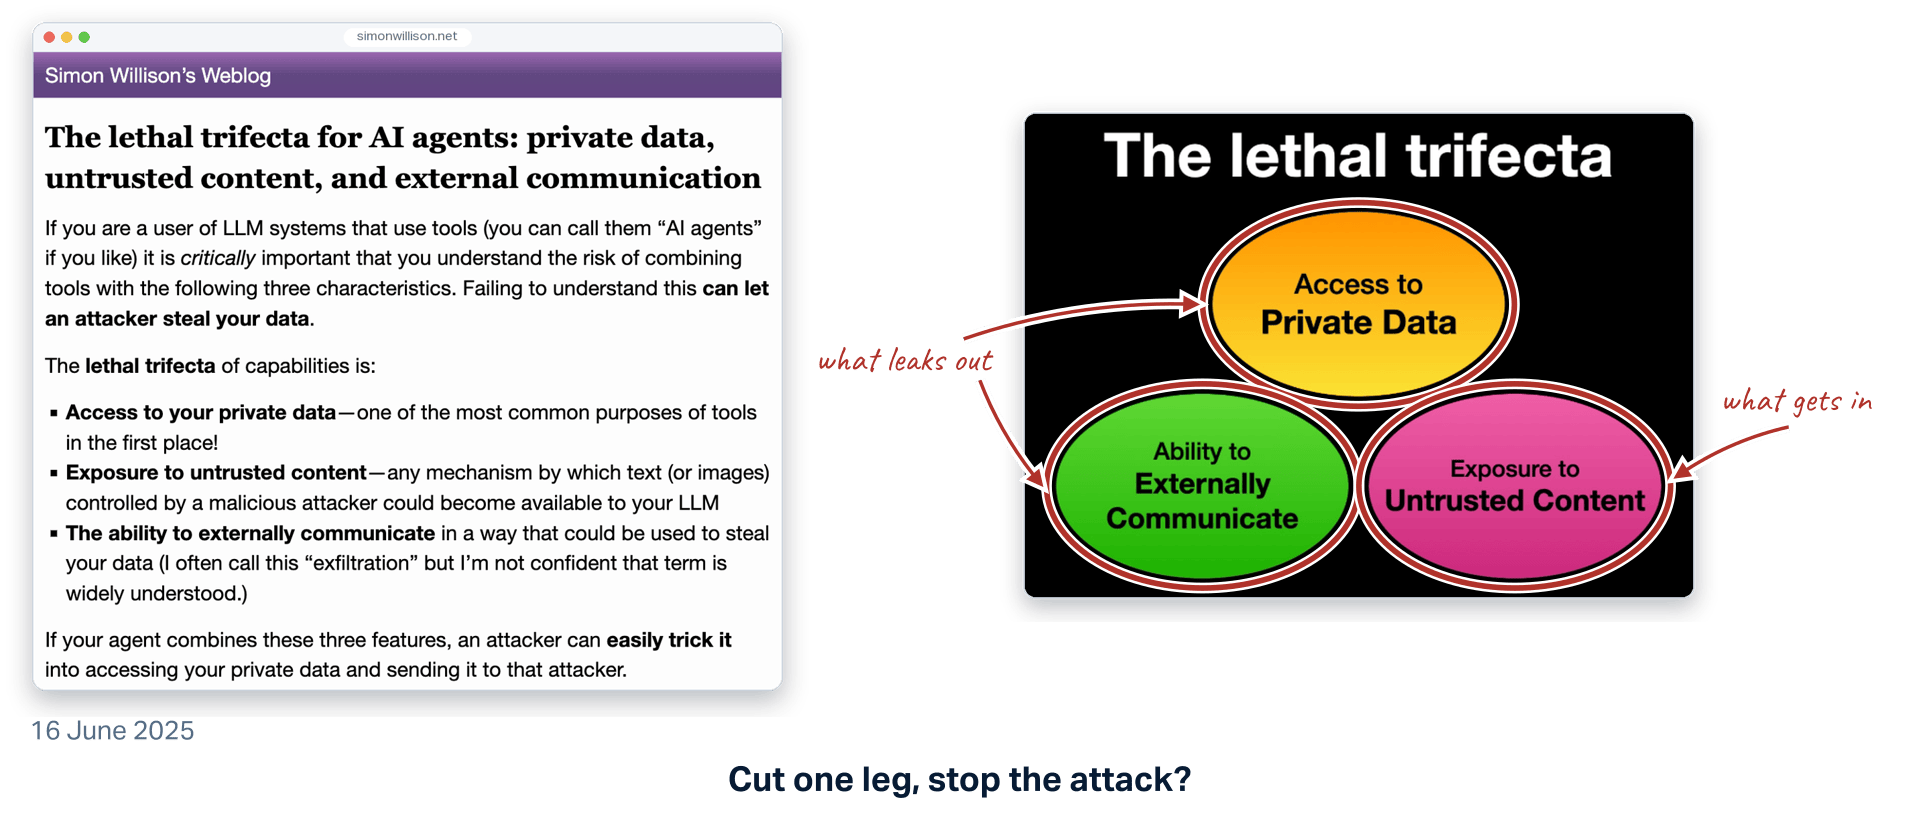 simonwillison.net
Simon Willison’s Weblog
The lethal trifecta for AI agents: private data,
untrusted content, and external communication
If you are a user of LLM systems that use tools (you can call them “AI agents”
if you like) it is critically important that you understand the risk of combining
tools with the following three characteristics. Failing to understand this can let
an attacker steal your data.
The lethal trifecta of capabilities is:
▪ Access to your private data—one of the most common purposes of tools
in the first place!
▪ Exposure to untrusted content—any mechanism by which text (or images)
controlled by a malicious attacker could become available to your LLM
▪ The ability to externally communicate in a way that could be used to steal
your data (I often call this “exfiltration” but I’m not confident that term is
widely understood.)
If your agent combines these three features, an attacker can easily trick it
into accessing your private data and sending it to that attacker.
16 June 2025
The lethal trifecta
Access to
Private Data
what leaks out
what gets in
Ability to
Externally
Communicate
Exposure to
Untrusted Content
Cut one leg, stop the attack?